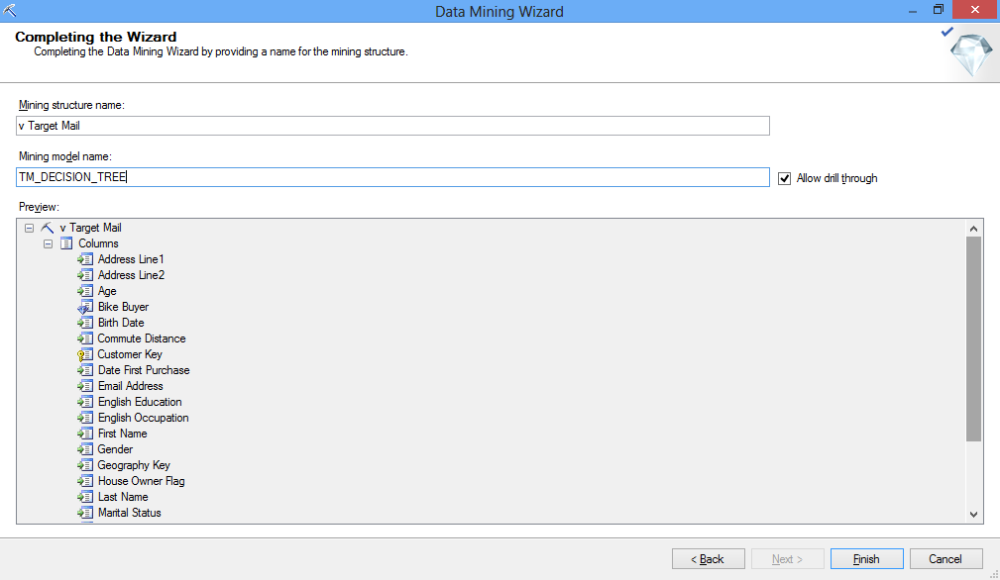 Data Mining Wizard
Completing the Wizard
Completing the Data Mining Wizard by providing a name for the mining structure.
Mining structure name:
v Target Mail
Mining model name:
TM_DECISION_TREE
Allow drill through
Preview:
v Target Mail
Columns
Address Line1
Address Line2
Age
Bike Buyer
Birth Date
Commute Distance
Customer Key
Date First Purchase
Email Address
English Education
English Occupation
First Name
Gender
Geography Key
House Owner Flag
Last Name
Marital Status
< Back
Next >
Finish
Cancel